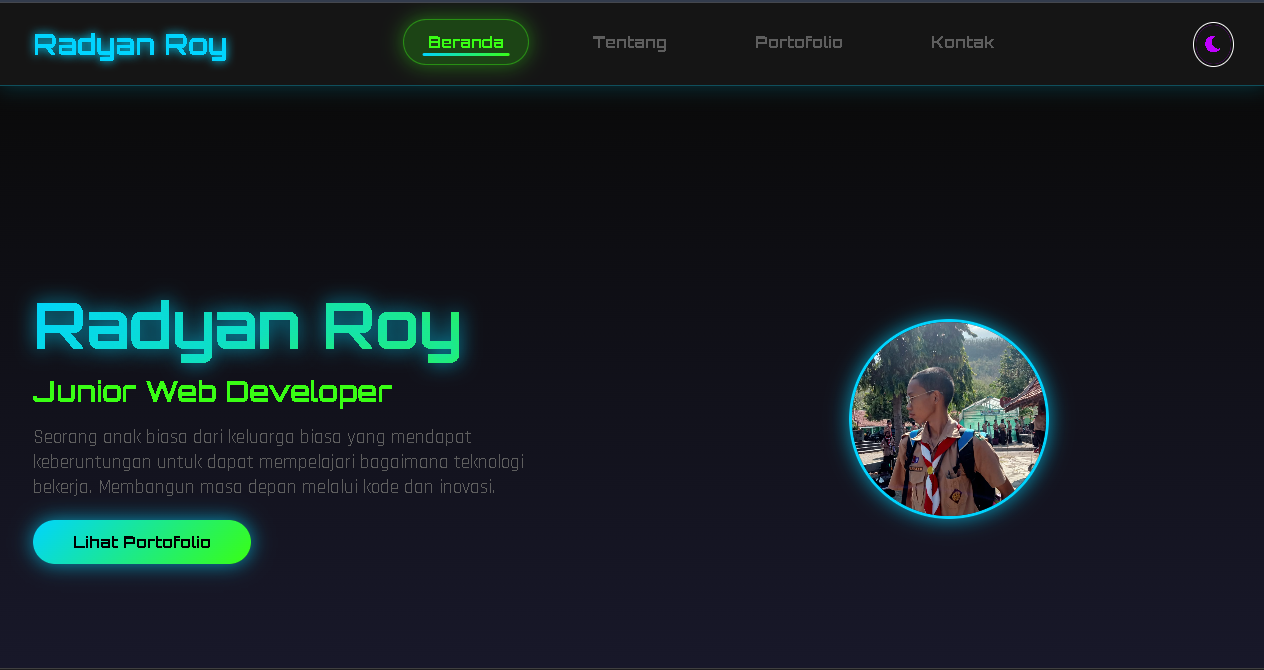 Radyan Roy
Beranda
Tentang
Portofolio
Kontak
Radyan Roy
Junior Web Developer
Seorang anak biasa dari keluarga biasa yang mendapat
keberuntungan untuk dapat mempelajari bagaimana teknologi
bekerja. Membangun masa depan melalui kode dan inovasi.
Lihat Portofolio